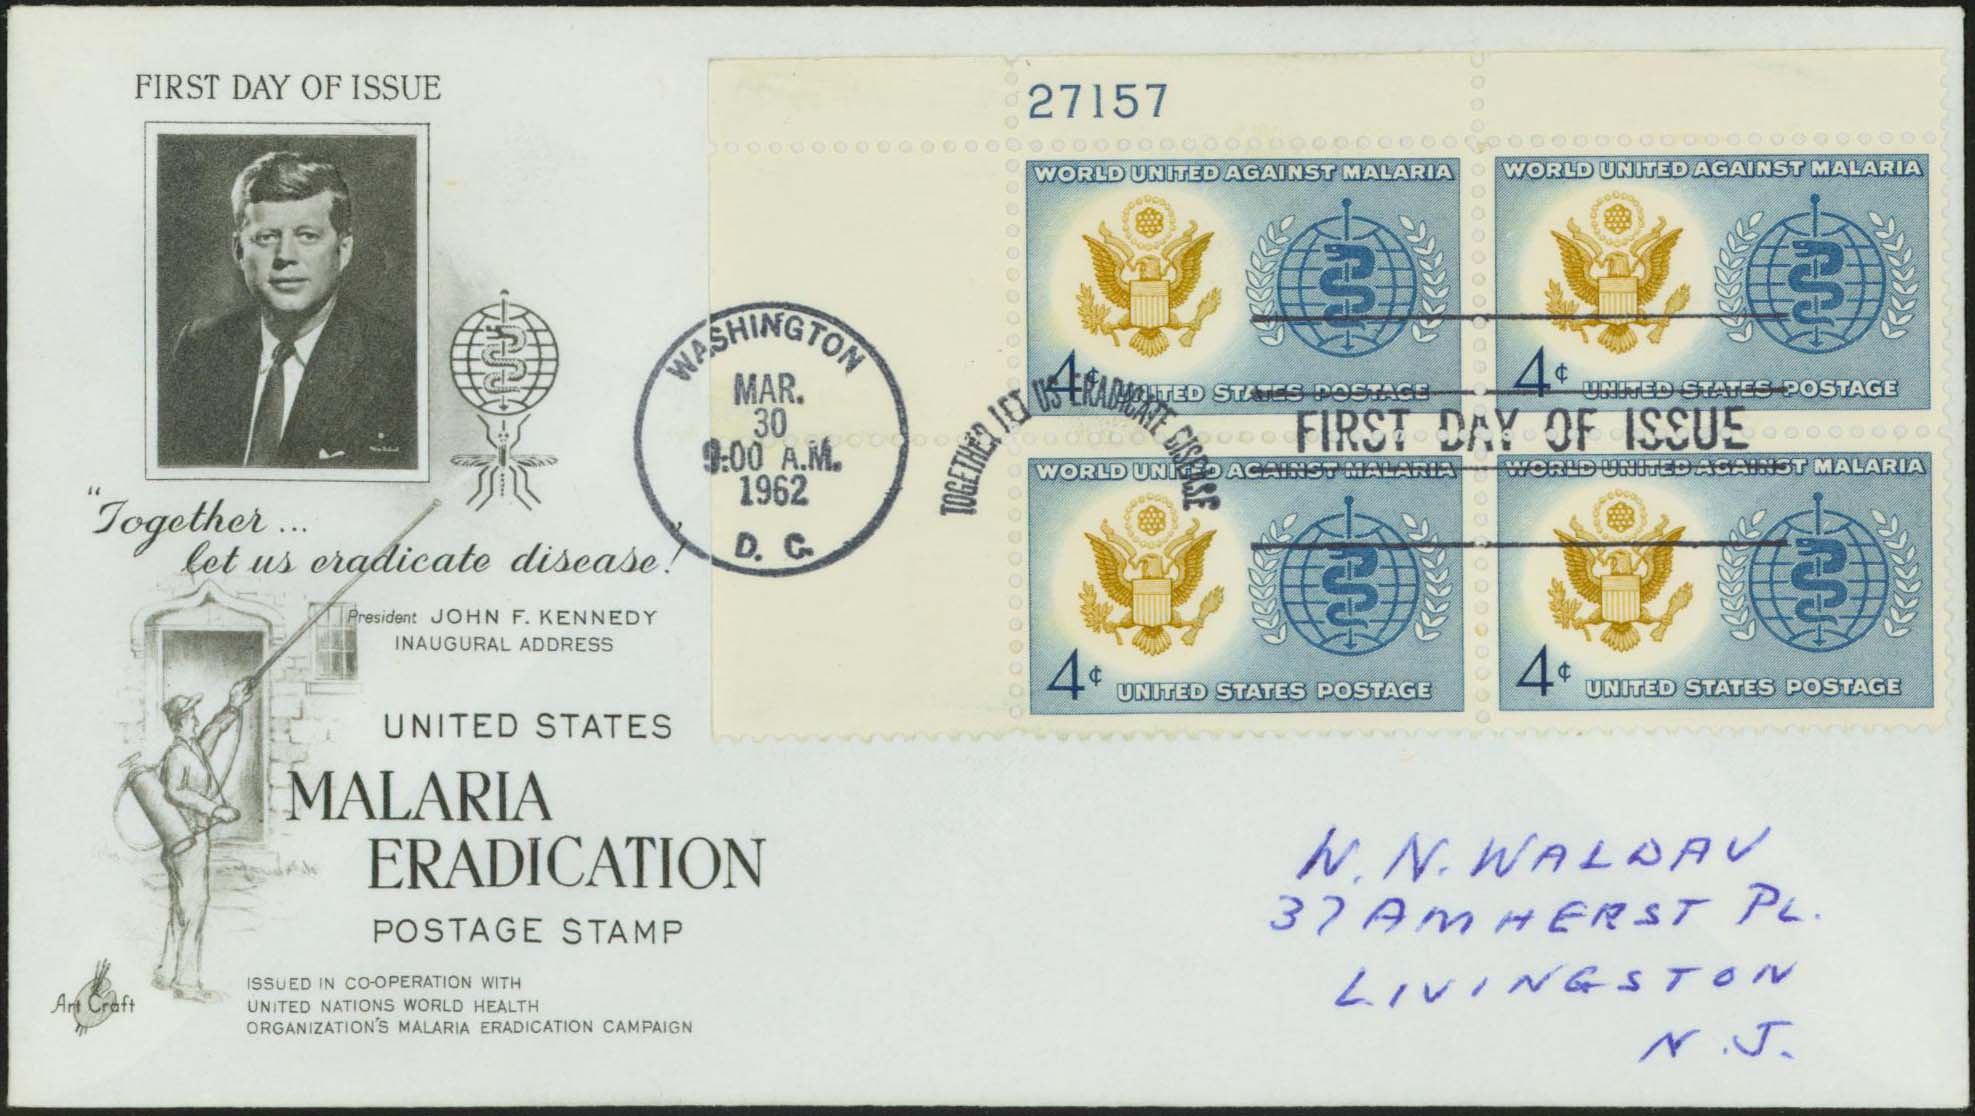 FIRST DAY OF ISSUE
"Together ...
let us eradicate disease!"
President JOHN F. KENNEDY
INAUGURAL ADDRESS
UNITED STATES
MALARIA
ERADICATION
POSTAGE STAMP
ISSUED IN CO-OPERATION WITH
UNITED NATIONS WORLD HEALTH
ORGANIZATION'S MALARIA ERADICATION CAMPAIGN
Art Craft
WASHINGTON
MAR.
30
9:00 A.M.
1962
D. C.
TOGETHER LET US ERADICATE DISEASE
FIRST DAY OF ISSUE
27157
WORLD UNITED AGAINST MALARIA
4¢ UNITED STATES POSTAGE
WORLD UNITED AGAINST MALARIA
4¢ UNITED STATES POSTAGE
WORLD UNITED AGAINST MALARIA
4¢ UNITED STATES POSTAGE
WORLD UNITED AGAINST MALARIA
4¢ UNITED STATES POSTAGE
W. N. WALDAV
37 AMHERST PL.
LIVINGSTON
N.J.